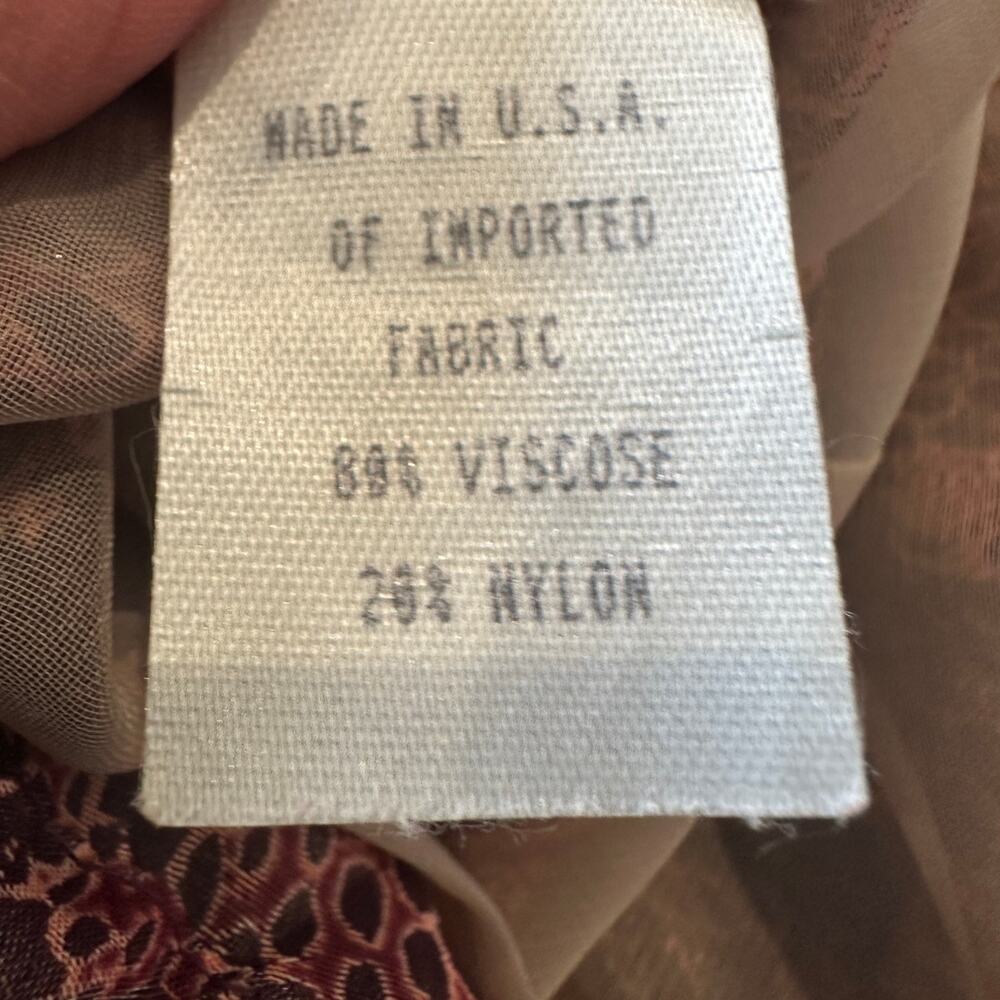 MADE IN U.S.A.
OF IMPORTED
FABRIC
80% VISCOSE
20% NYLON